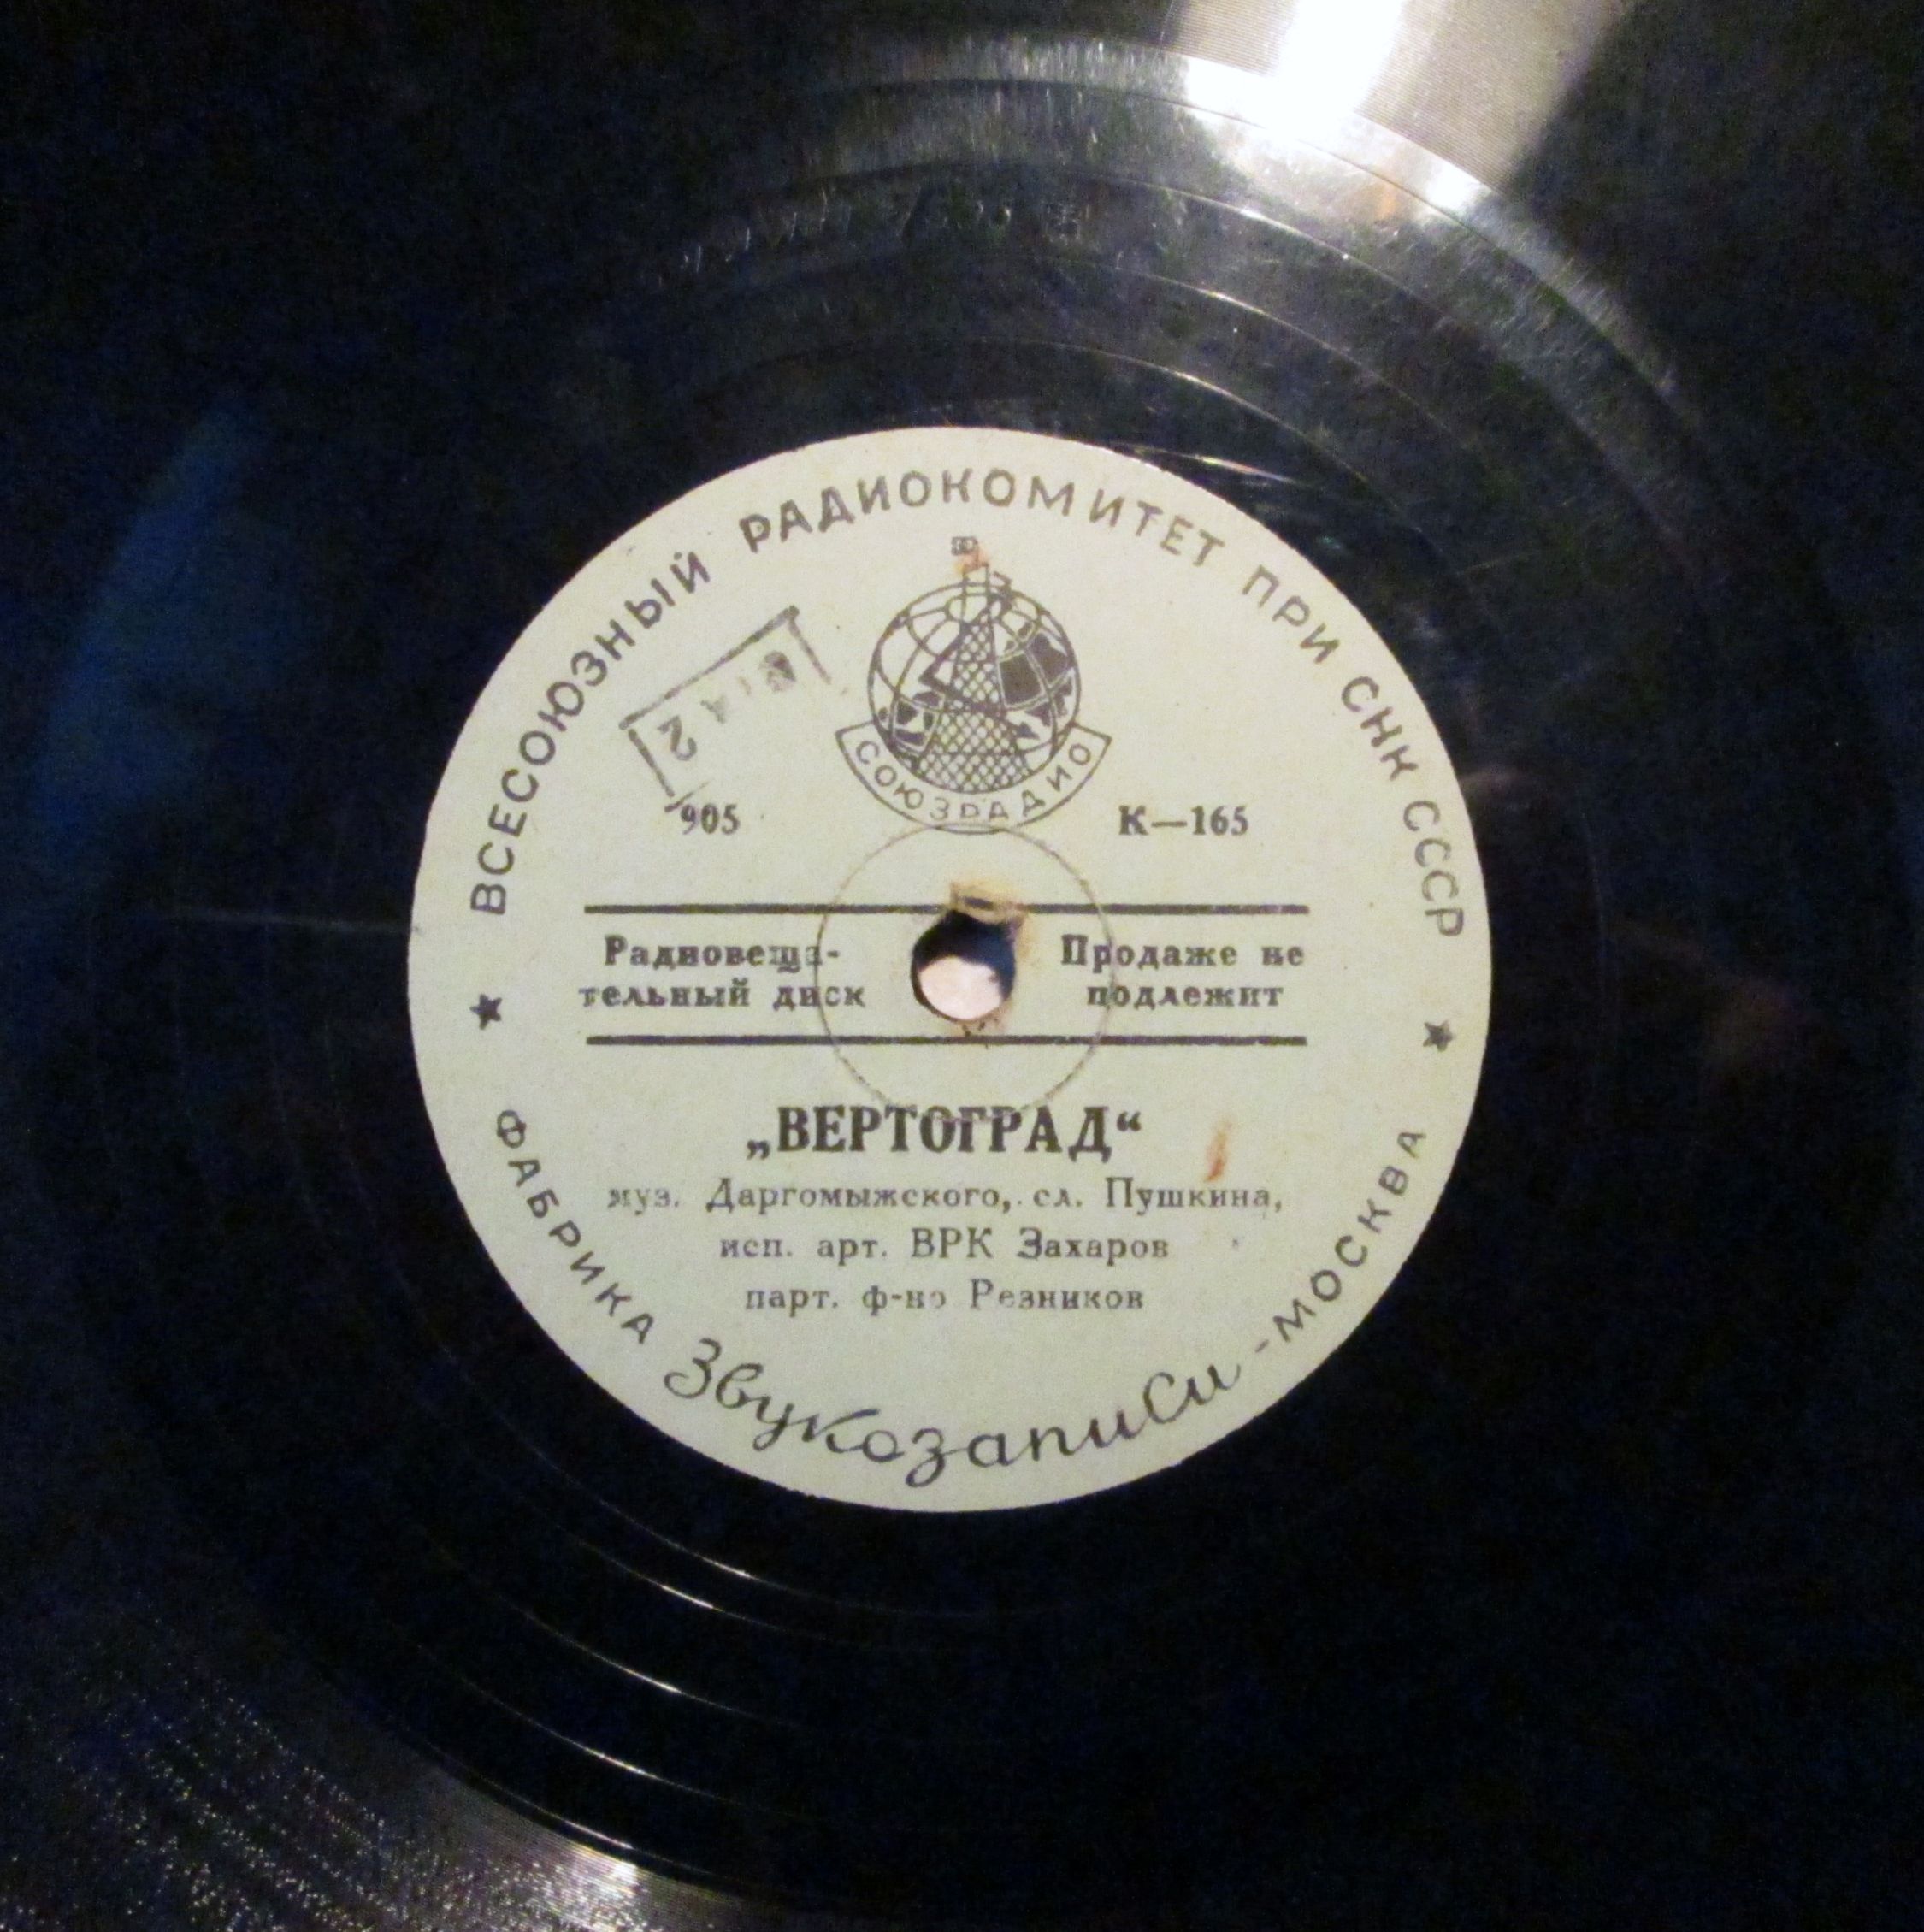 ВСЕСОЮЗНЫЙ РАДИОКОМИТЕТ ПРИ СНК СССР
СОЮЗРАДИО
905
К—165
Радиовеща-
тельный диск
Продаже не
подлежит
„ВЕРТОГРАД“
муз. Даргомыжского, сл. Пушкина,
исп. арт. ВРК Захаров
парт. ф-но Резников
ФАБРИКА Звукозаписи - МОСКВА